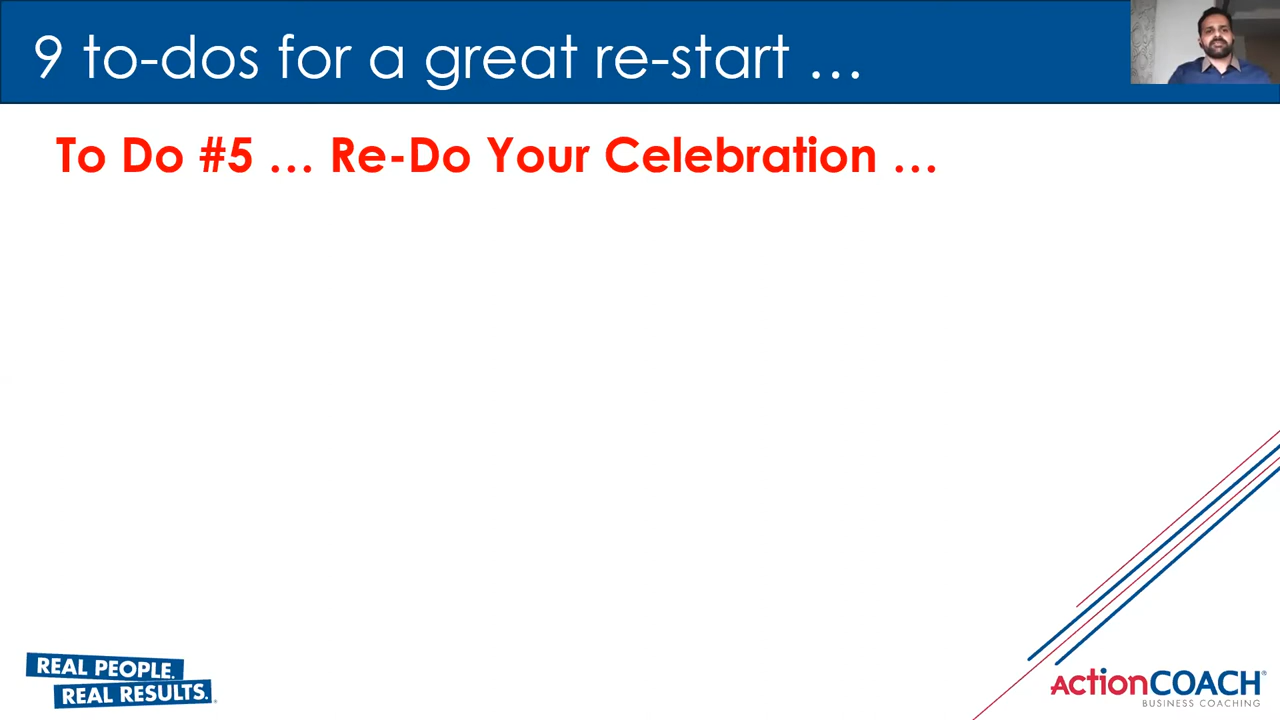 9 to-dos for a great re-start …
To Do #5 … Re-Do Your Celebration …
REAL PEOPLE.
REAL RESULTS.®
ActionCOACH®
BUSINESS COACHING